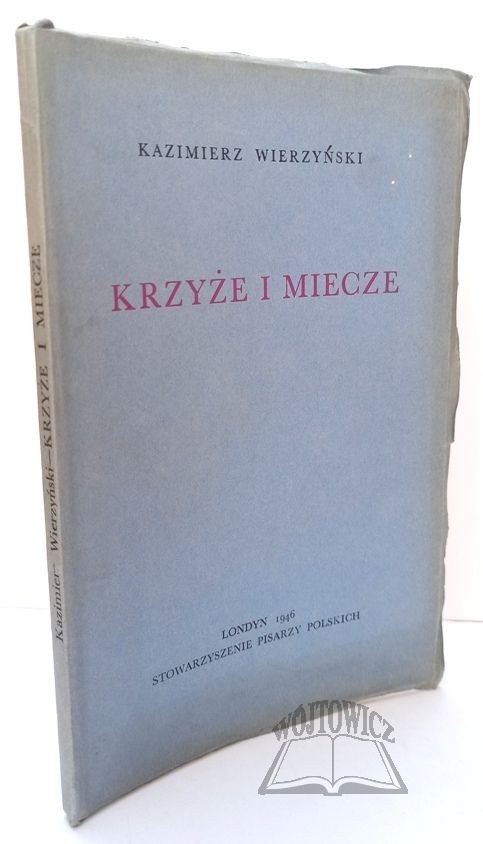 KAZIMIERZ WIERZYŃSKI
KRZYŻE I MIECZE
LONDYN 1946
STOWARZYSZENIE PISARZY POLSKICH
Kazimierz Wierzyński—KRZYŻE I MIECZE
WÓJTOWICZ